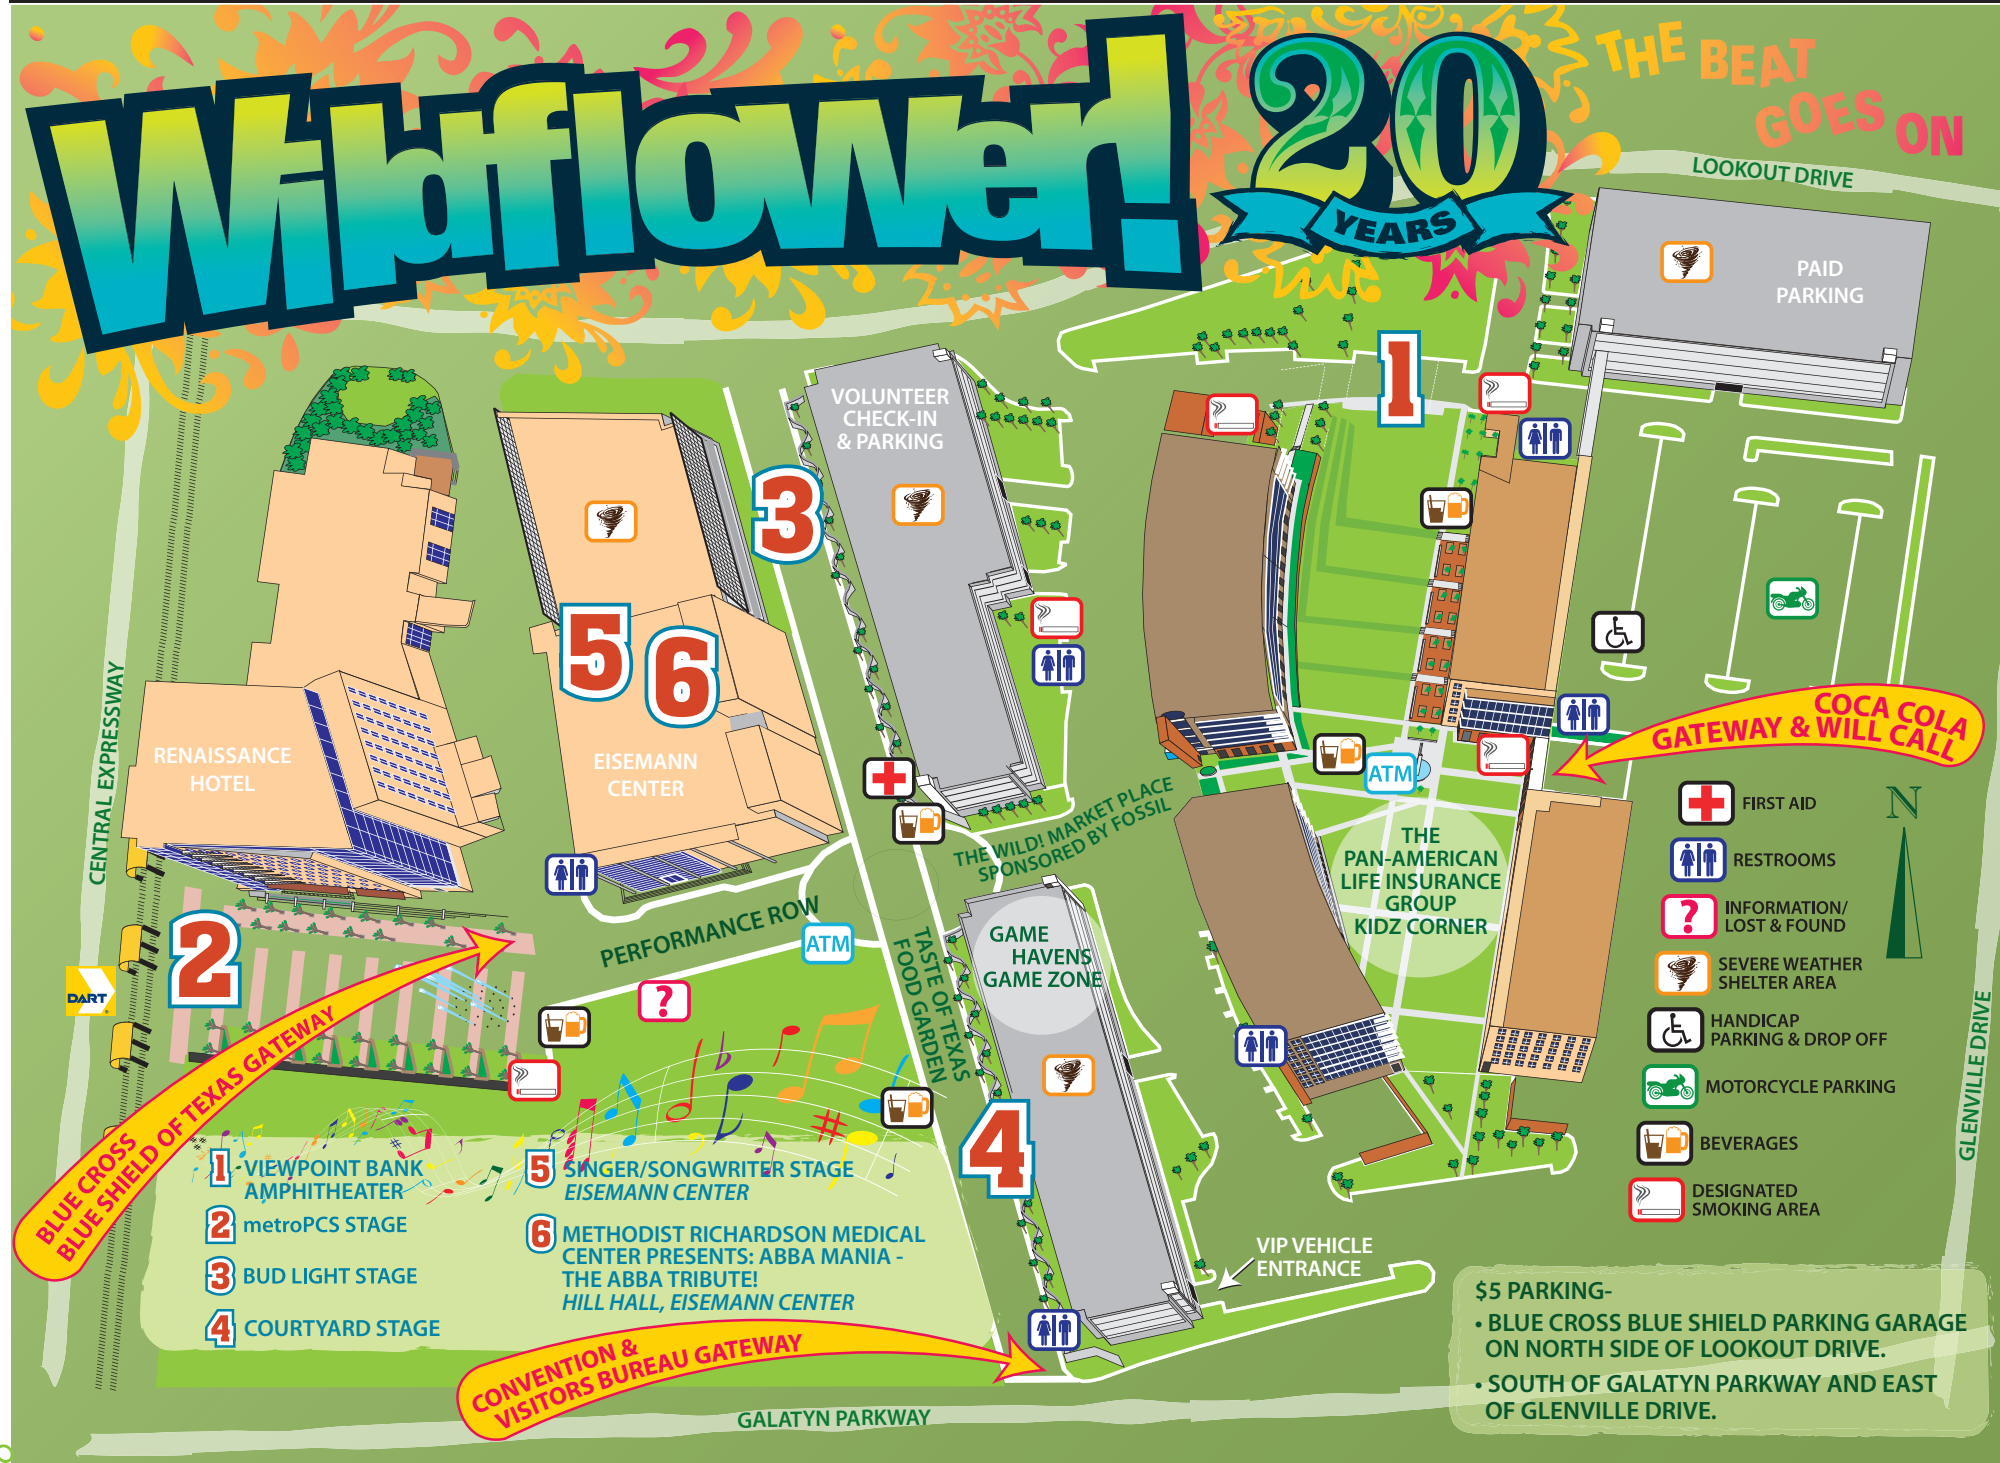 Wildflower!
20
YEARS
THE BEAT
GOES ON
LOOKOUT DRIVE
PAID
PARKING
1
VOLUNTEER
CHECK-IN
& PARKING
3
5
6
CENTRAL EXPRESSWAY
RENAISSANCE
HOTEL
EISEMANN
CENTER
COCA COLA
GATEWAY & WILL CALL
ATM
THE WILD! MARKET PLACE
SPONSORED BY FOSSIL
THE
PAN-AMERICAN
LIFE INSURANCE
GROUP
KIDZ CORNER
N
FIRST AID
RESTROOMS
?
INFORMATION/
LOST & FOUND
SEVERE WEATHER
SHELTER AREA
HANDICAP
PARKING & DROP OFF
MOTORCYCLE PARKING
BEVERAGES
DESIGNATED
SMOKING AREA
GLENVILLE DRIVE
2
DART
PERFORMANCE ROW
ATM
?
TASTE OF TEXAS
FOOD GARDEN
GAME
HAVENS
GAME ZONE
4
BLUE CROSS
BLUE SHIELD OF TEXAS GATEWAY
1 VIEWPOINT BANK
AMPHITHEATER
2 metroPCS STAGE
3 BUD LIGHT STAGE
4 COURTYARD STAGE
5 SINGER/SONGWRITER STAGE
EISEMANN CENTER
6 METHODIST RICHARDSON MEDICAL
CENTER PRESENTS: ABBA MANIA -
THE ABBA TRIBUTE!
HILL HALL, EISEMANN CENTER
VIP VEHICLE
ENTRANCE
CONVENTION &
VISITORS BUREAU GATEWAY
GALATYN PARKWAY
$5 PARKING-
• BLUE CROSS BLUE SHIELD PARKING GARAGE
ON NORTH SIDE OF LOOKOUT DRIVE.
• SOUTH OF GALATYN PARKWAY AND EAST
OF GLENVILLE DRIVE.